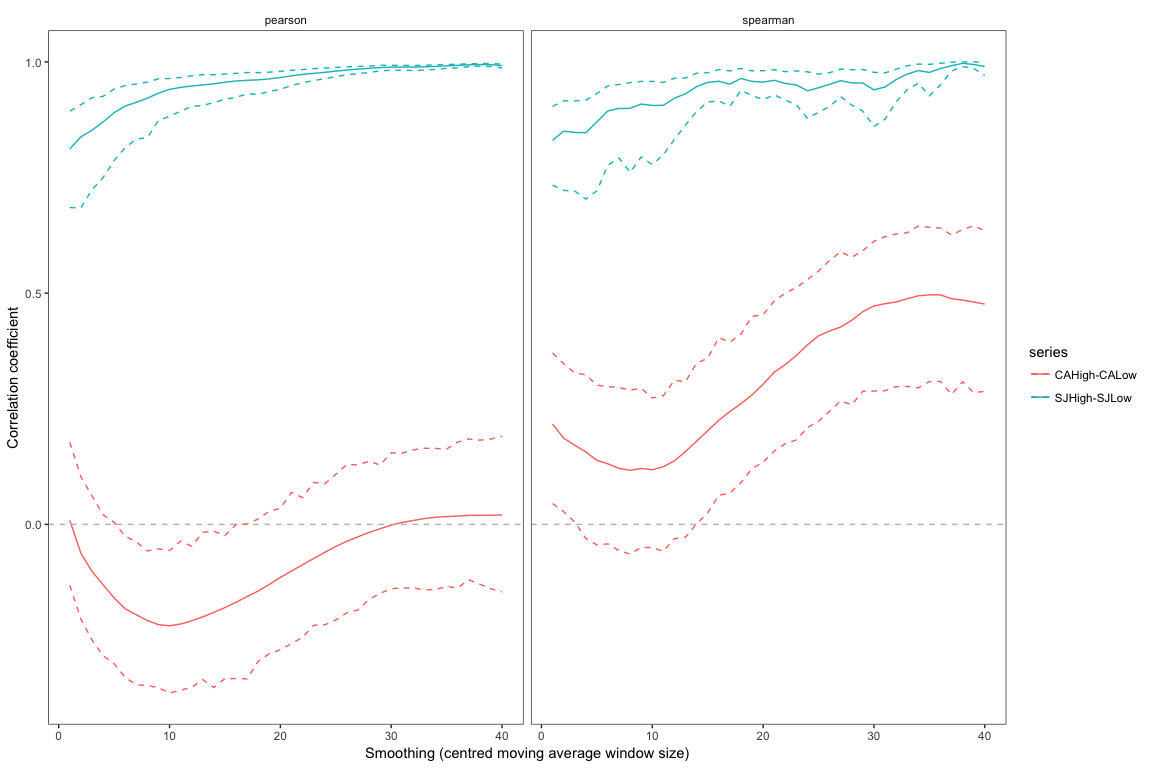 pearson
spearman
Correlation coefficient
1.0
0.5
0.0
0 10 20 30 40
0 10 20 30 40
Smoothing (centred moving average window size)
series
CAHigh-CALow
SJHigh-SJLow